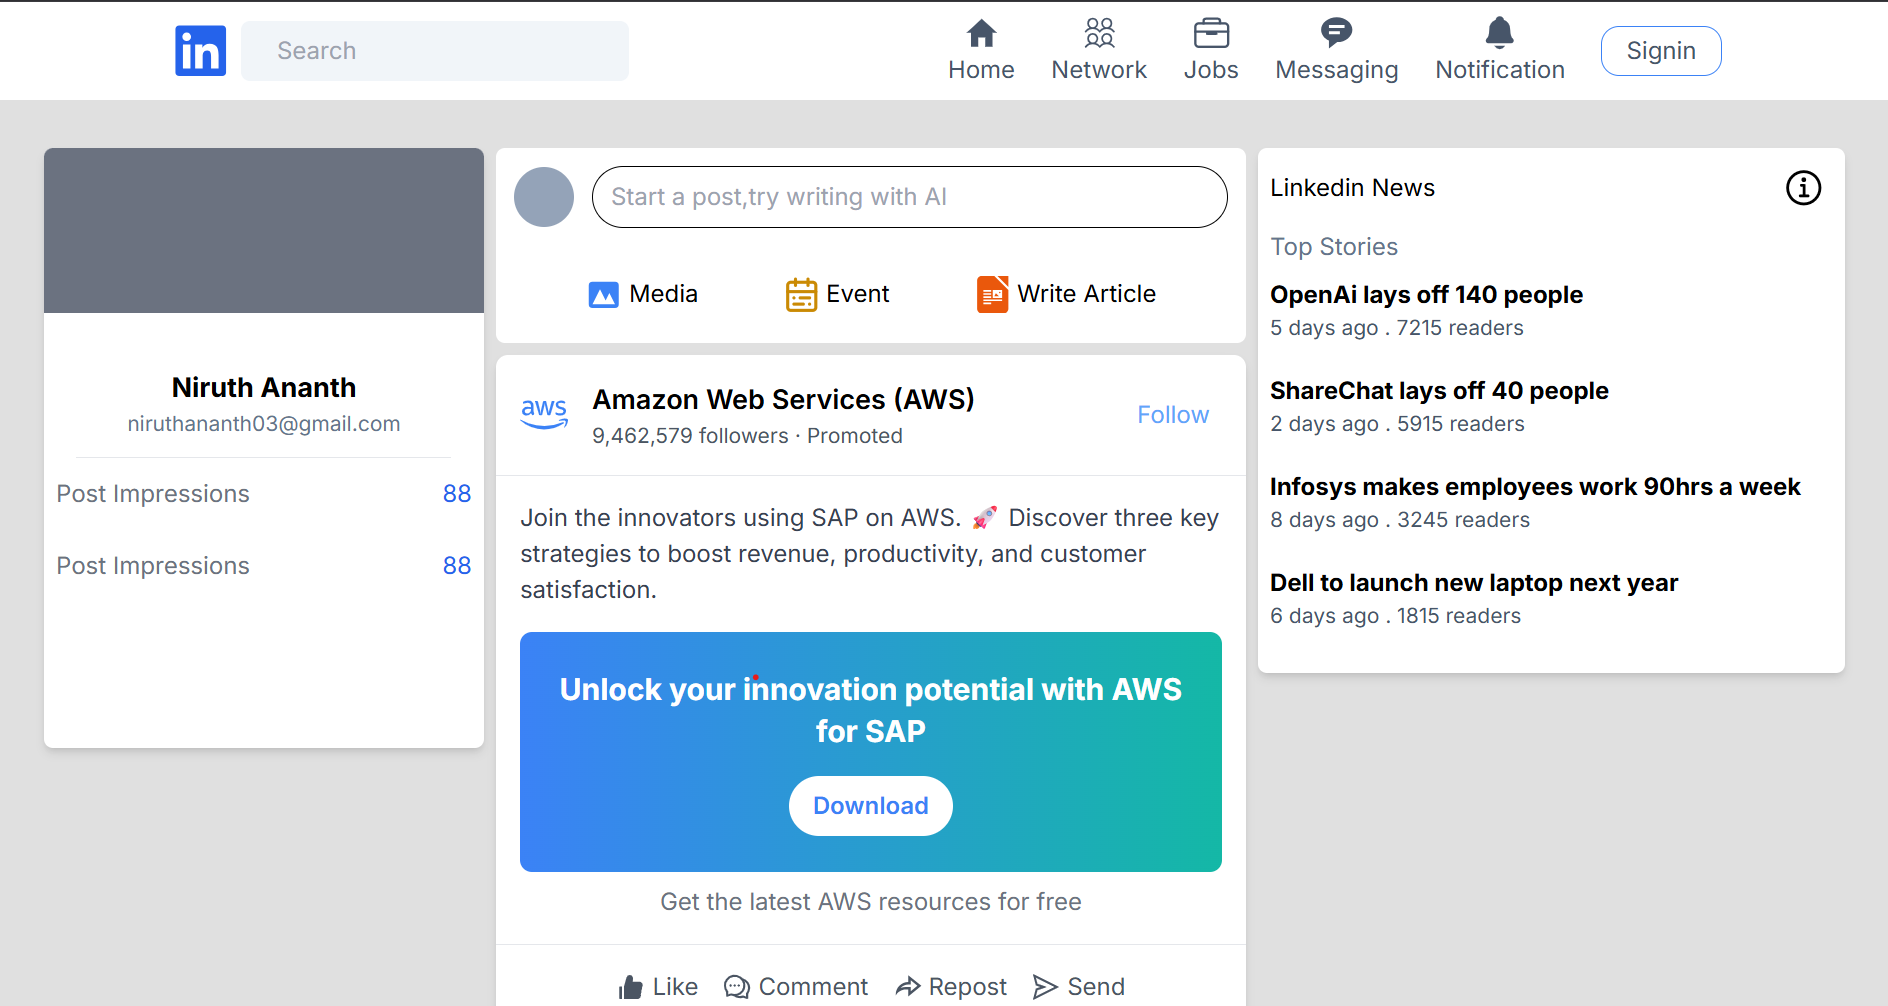 in
Search
Home
Network
Jobs
Messaging
Notification
Signin
Niruth Ananth
niruthananth03@gmail.com
Post Impressions 88
Post Impressions 88
Start a post,try writing with AI
Media
Event
Write Article
aws
Amazon Web Services (AWS)
9,462,579 followers · Promoted
Follow
Join the innovators using SAP on AWS. 🚀 Discover three key
strategies to boost revenue, productivity, and customer
satisfaction.
Unlock your innovation potential with AWS
for SAP
Download
Get the latest AWS resources for free
Like
Comment
Repost
Send
Linkedin News
Top Stories
OpenAi lays off 140 people
5 days ago . 7215 readers
ShareChat lays off 40 people
2 days ago . 5915 readers
Infosys makes employees work 90hrs a week
8 days ago . 3245 readers
Dell to launch new laptop next year
6 days ago . 1815 readers